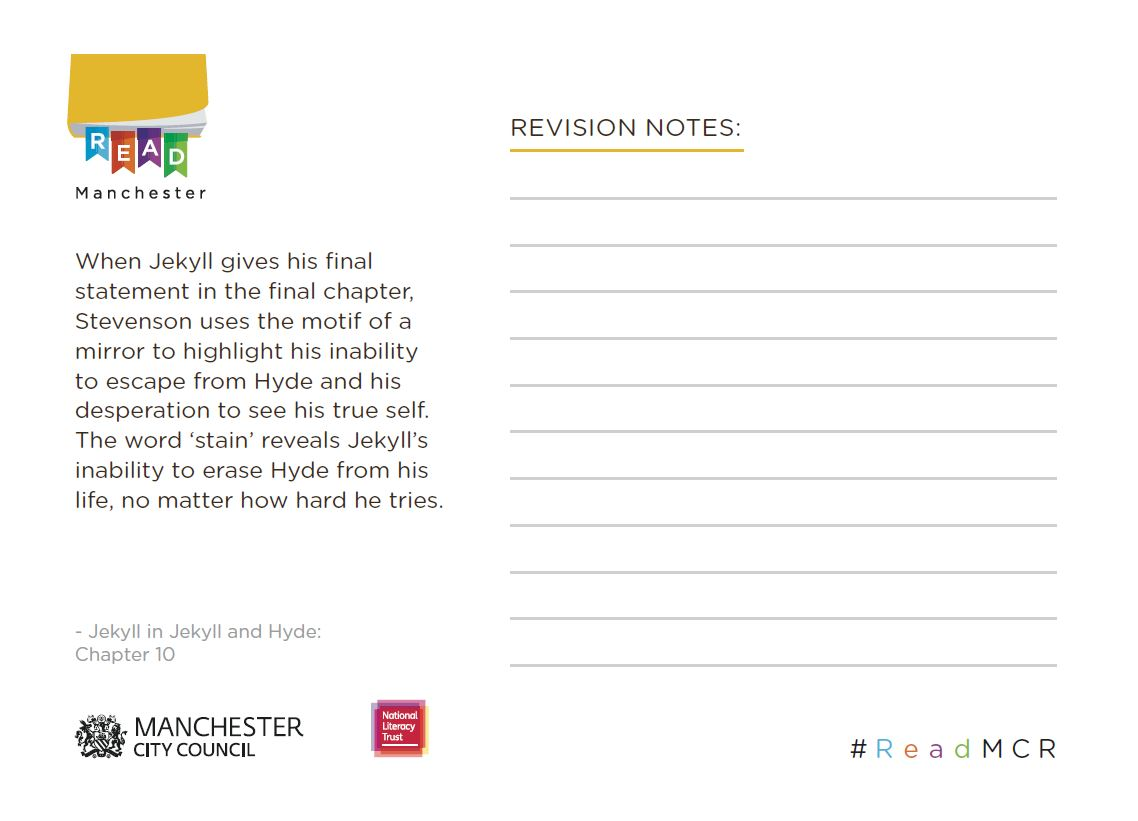 READ
Manchester
When Jekyll gives his final
statement in the final chapter,
Stevenson uses the motif of a
mirror to highlight his inability
to escape from Hyde and his
desperation to see his true self.
The word ‘stain’ reveals Jekyll’s
inability to erase Hyde from his
life, no matter how hard he tries.
- Jekyll in Jekyll and Hyde:
Chapter 10
MANCHESTER
CITY COUNCIL
National
Literacy
Trust
REVISION NOTES:
#ReadMCR